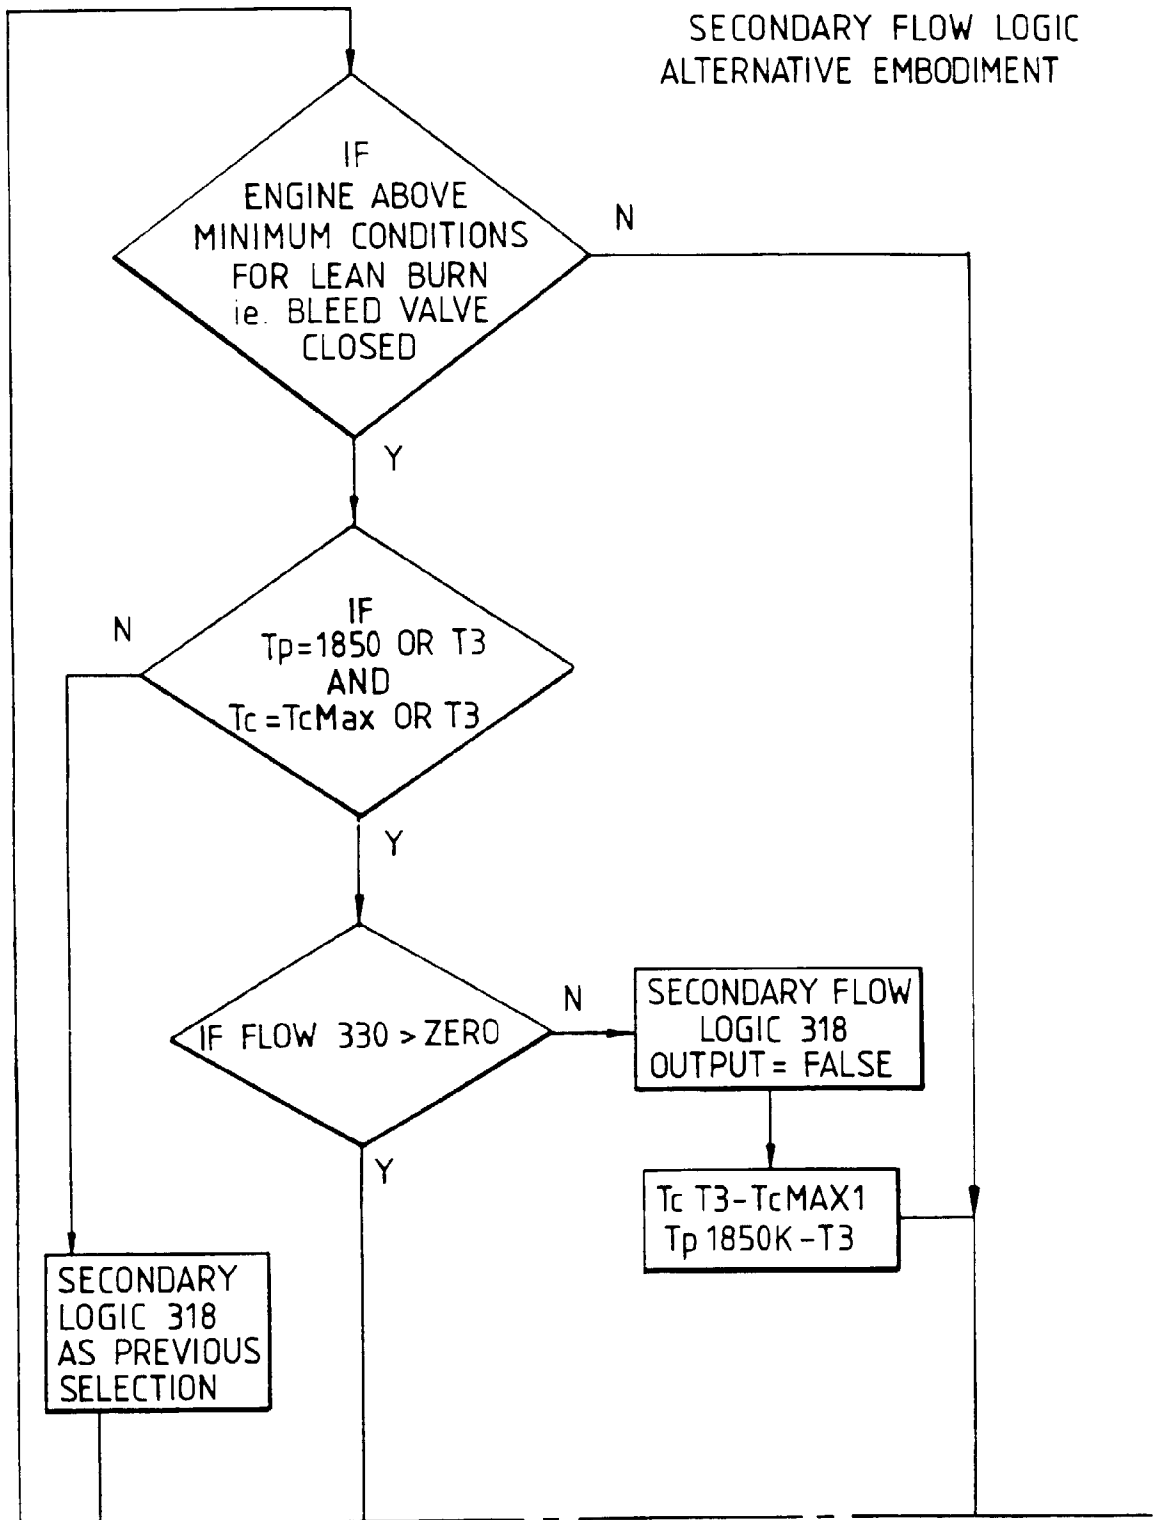 SECONDARY FLOW LOGIC
ALTERNATIVE EMBODIMENT
IF
ENGINE ABOVE
MINIMUM CONDITIONS
FOR LEAN BURN
ie. BLEED VALVE
CLOSED
N
Y
IF
Tp=1850 OR T3
AND
Tc=TcMax OR T3
N
Y
IF FLOW 330 > ZERO
N
Y
SECONDARY FLOW
LOGIC 318
OUTPUT = FALSE
Tc T3-TcMAX1
Tp 1850K-T3
SECONDARY
LOGIC 318
AS PREVIOUS
SELECTION